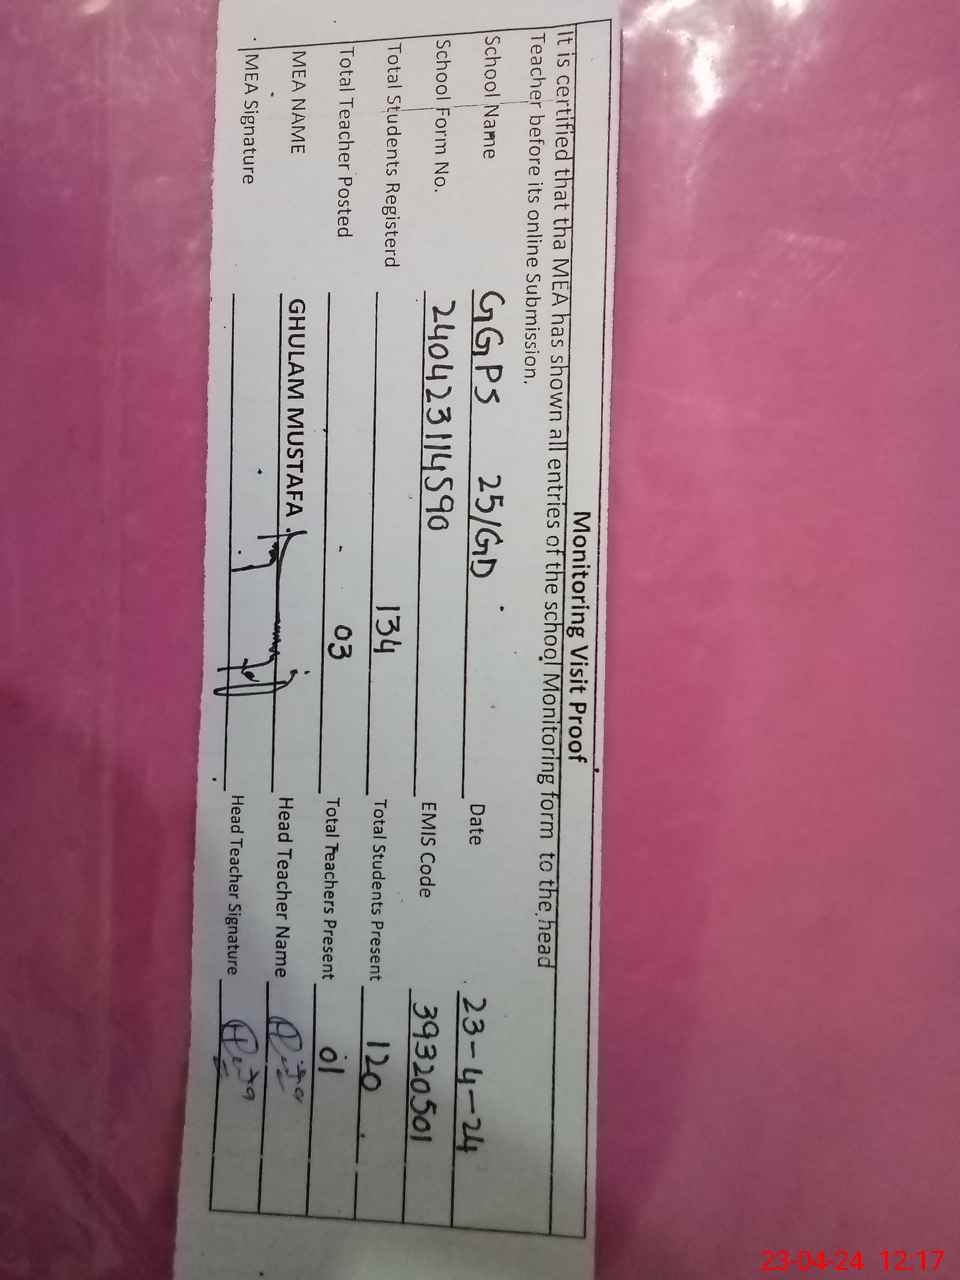 Monitoring Visit Proof
It is certified that tha MEA has shown all entries of the school Monitoring form to the head
Teacher before its online Submission.
School Name GGPS 25/GD Date 23-4-24
School Form No. 240423114590 EMIS Code 39320501
Total Students Registerd 134 Total Students Present 120
Total Teacher Posted 03 Total Teachers Present 01
MEA NAME GHULAM MUSTAFA Head Teacher Name
MEA Signature Head Teacher Signature
23-04-24 12:17